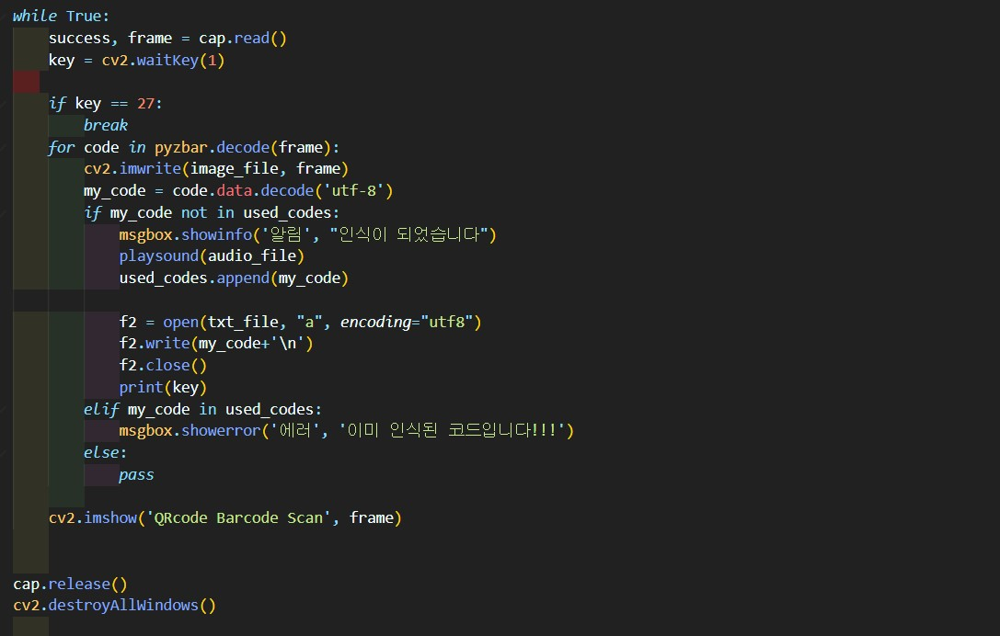 while True:
    success, frame = cap.read()
    key = cv2.waitKey(1)

    if key == 27:
        break
    for code in pyzbar.decode(frame):
        cv2.imwrite(image_file, frame)
        my_code = code.data.decode('utf-8')
        if my_code not in used_codes:
            msgbox.showinfo('알림', "인식이 되었습니다")
            playsound(audio_file)
            used_codes.append(my_code)

            f2 = open(txt_file, "a", encoding="utf8")
            f2.write(my_code+'\n')
            f2.close()
            print(key)
        elif my_code in used_codes:
            msgbox.showerror('에러', '이미 인식된 코드입니다!!!')
        else:
            pass

    cv2.imshow('QRcode Barcode Scan', frame)


cap.release()
cv2.destroyAllWindows()